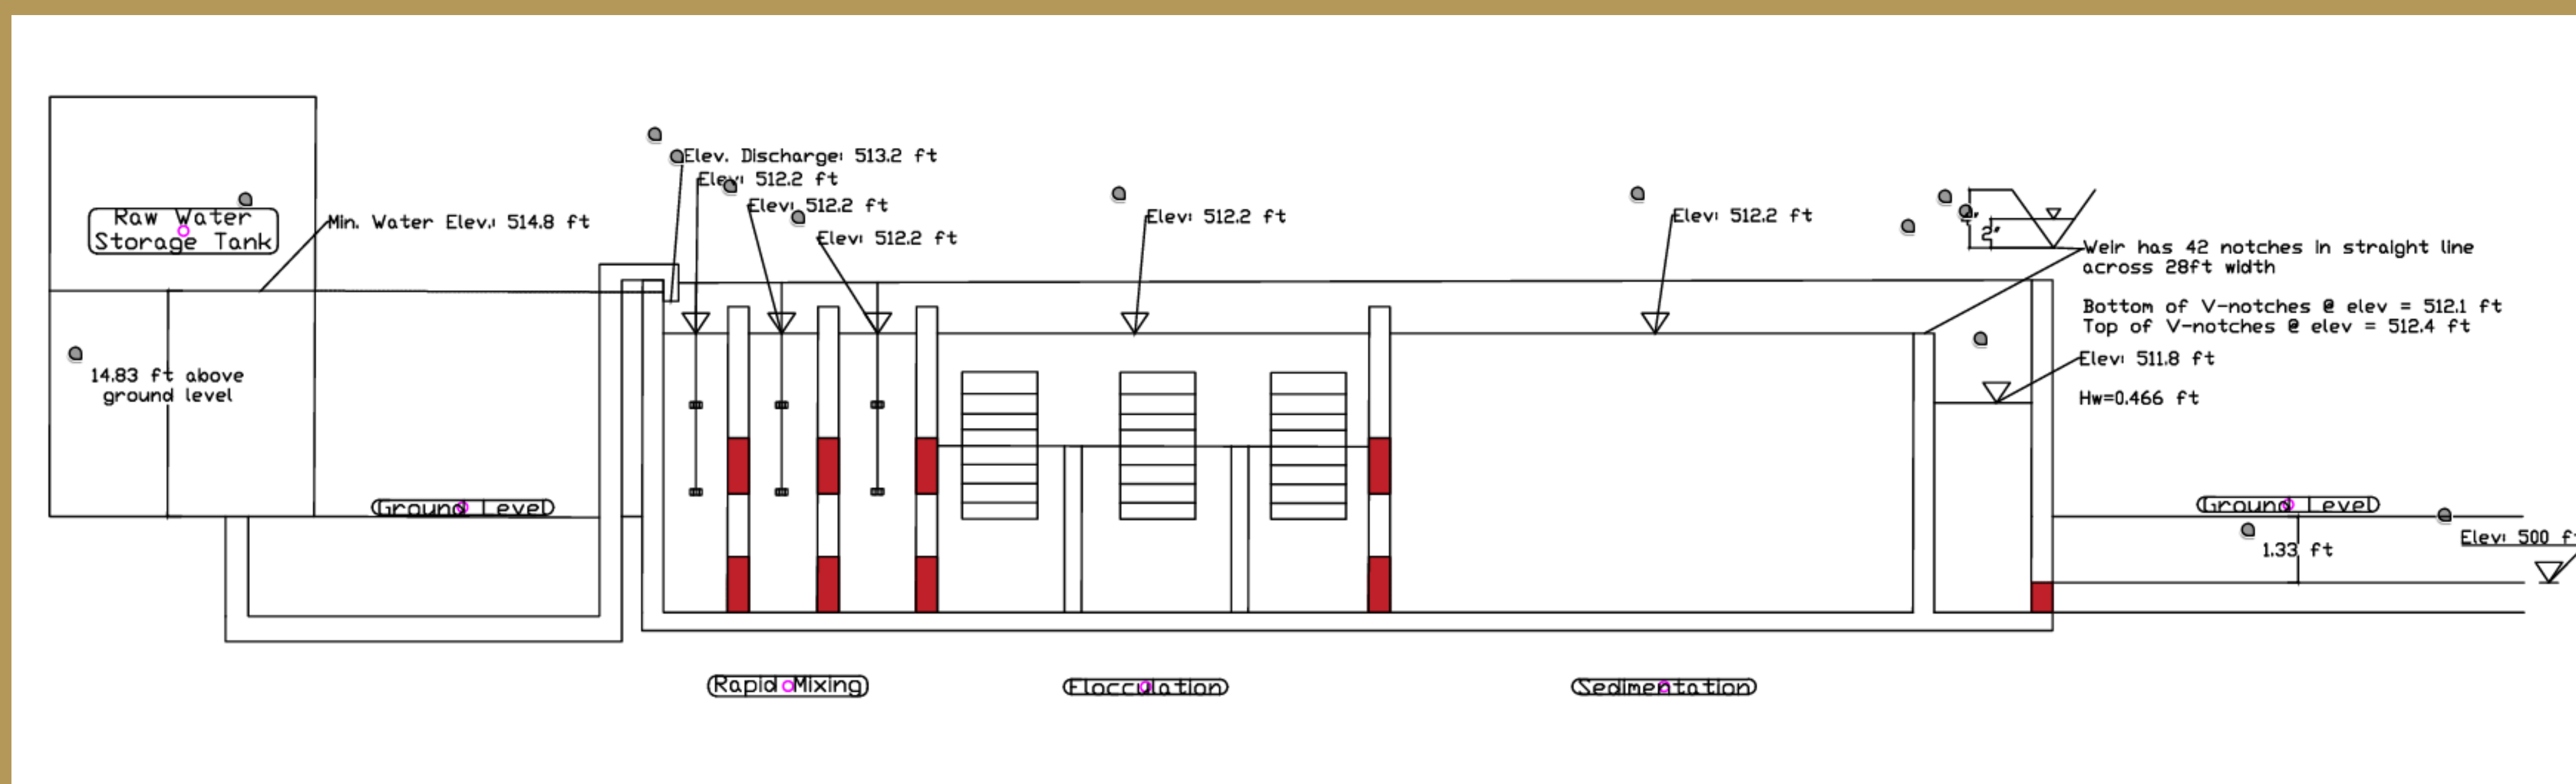 Raw Water
Storage Tank
Min. Water Elev.: 514.8 ft
14.83 ft above
ground level
Ground Level
Elev. Discharge: 513.2 ft
Elev: 512.2 ft
Elev: 512.2 ft
Elev: 512.2 ft
Elev: 512.2 ft
Elev: 512.2 ft
2"
Weir has 42 notches in straight line
across 28ft width
Bottom of V-notches @ elev = 512.1 ft
Top of V-notches @ elev = 512.4 ft
Elev: 511.8 ft
Hw=0.466 ft
Ground Level
1.33 ft
Elev: 500 ft
Rapid Mixing
Flocculation
Sedimentation